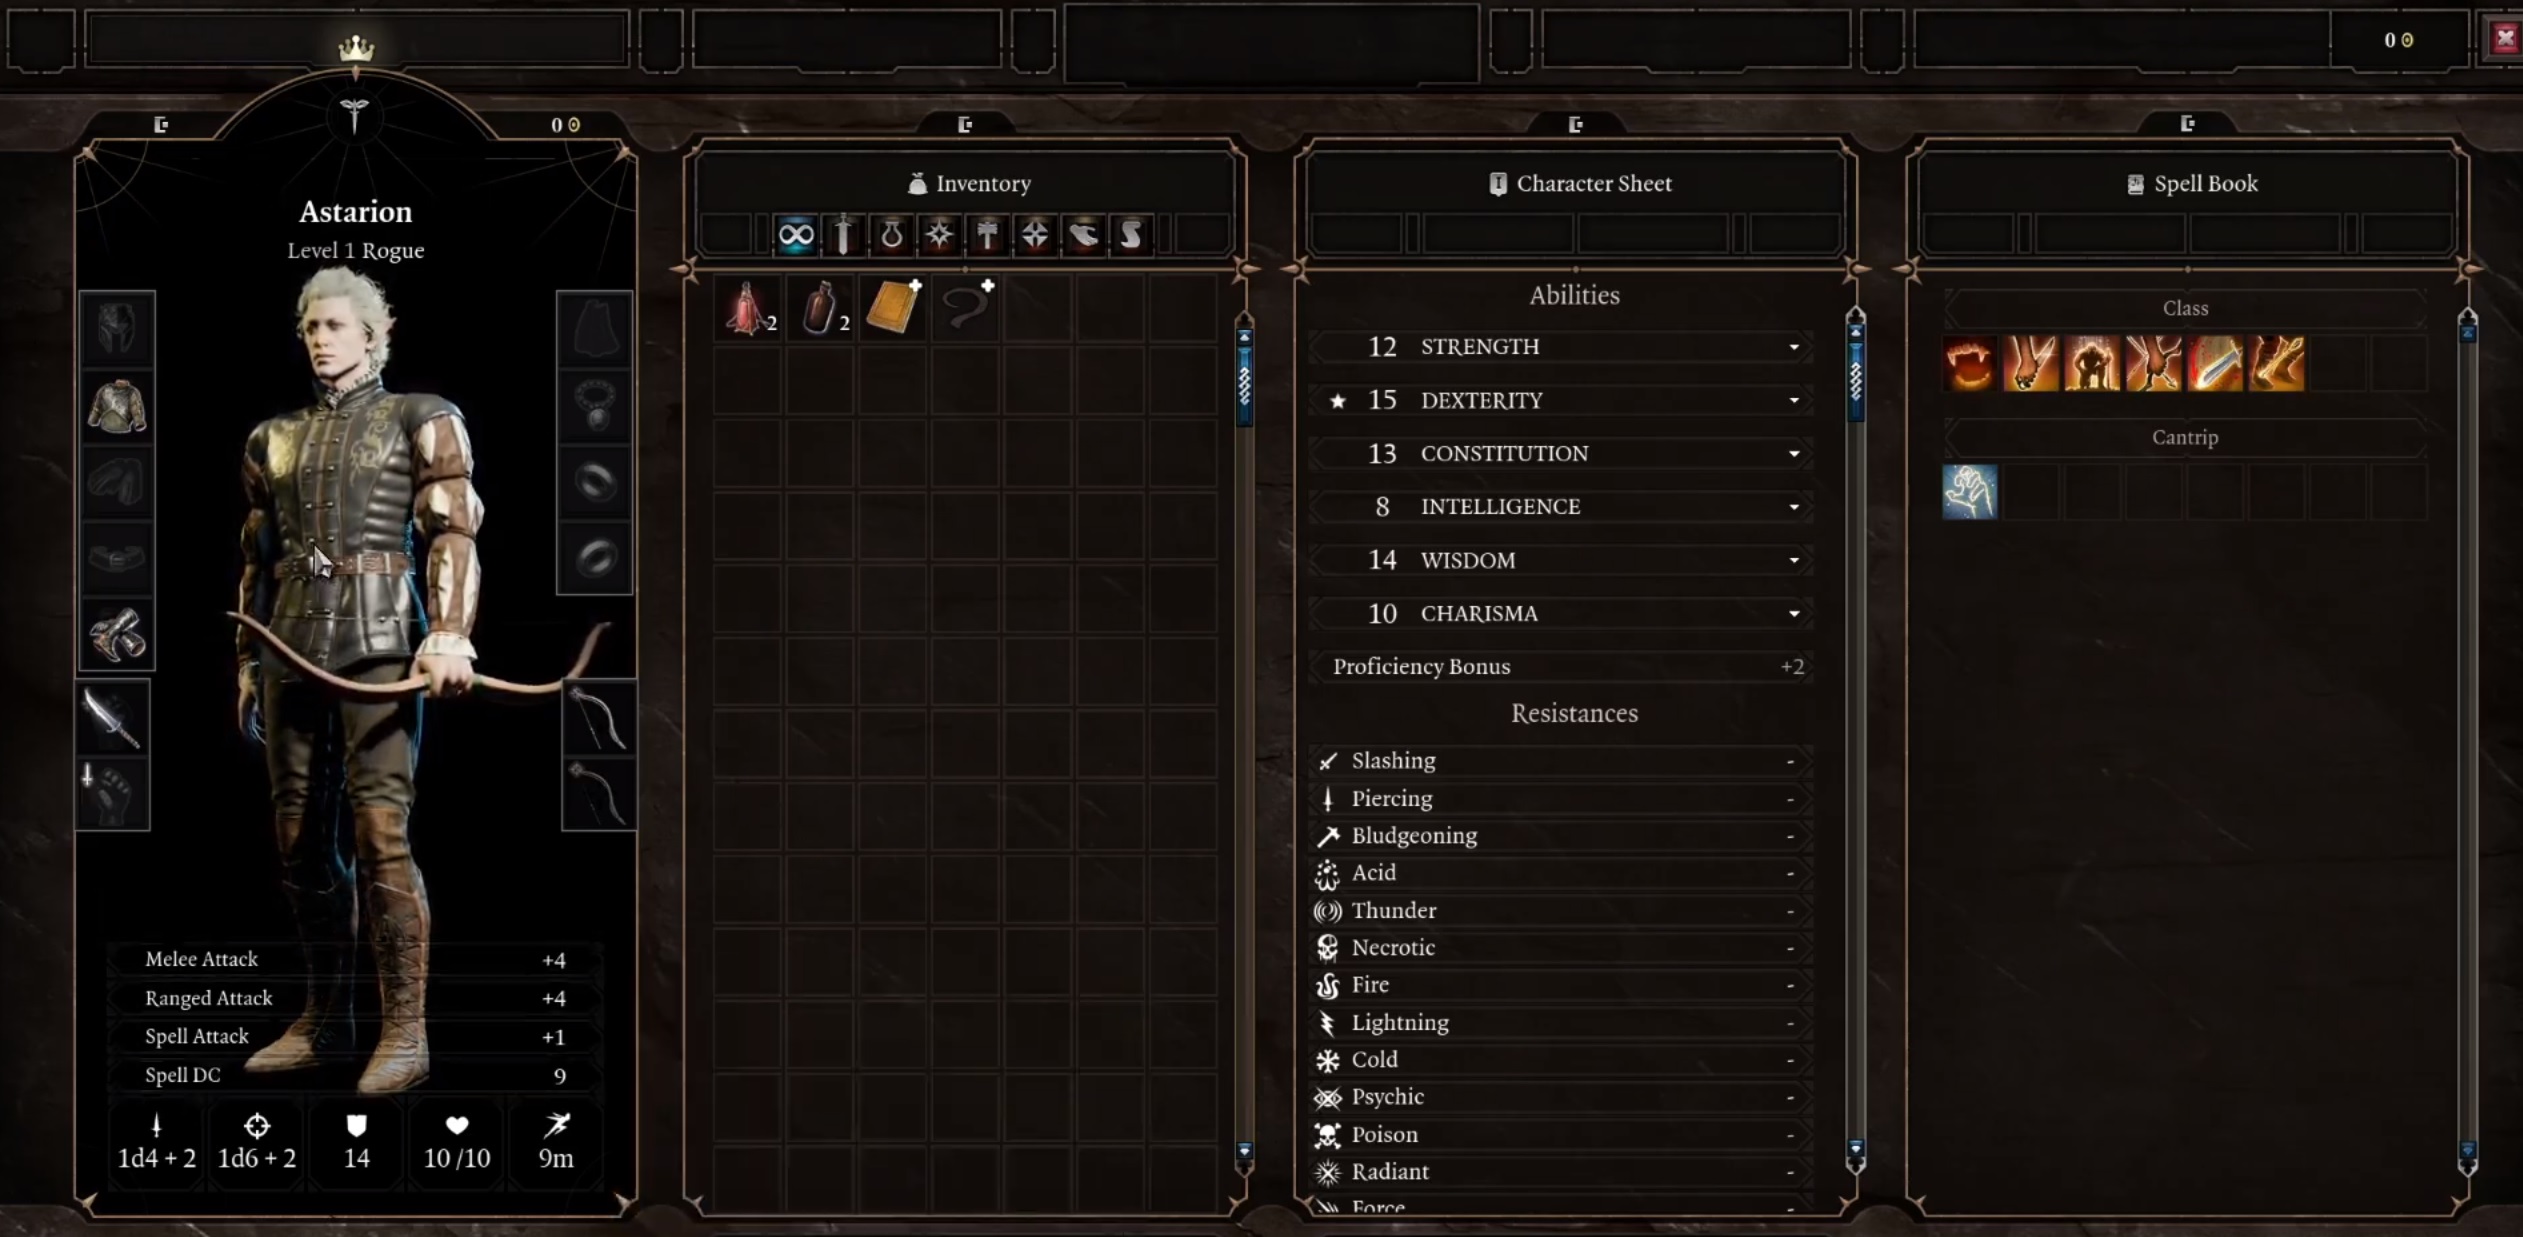 0
0
Astarion
Level 1 Rogue
Melee Attack +4
Ranged Attack +4
Spell Attack +1
Spell DC 9
1d4 + 2 1d6 + 2 14 10 /10 9m
Inventory
2 2
Character Sheet
Abilities
12 STRENGTH
15 DEXTERITY
13 CONSTITUTION
8 INTELLIGENCE
14 WISDOM
10 CHARISMA
Proficiency Bonus +2
Resistances
Slashing -
Piercing -
Bludgeoning -
Acid -
Thunder -
Necrotic -
Fire -
Lightning -
Cold -
Psychic -
Poison -
Radiant -
Force -
Spell Book
Class
Cantrip